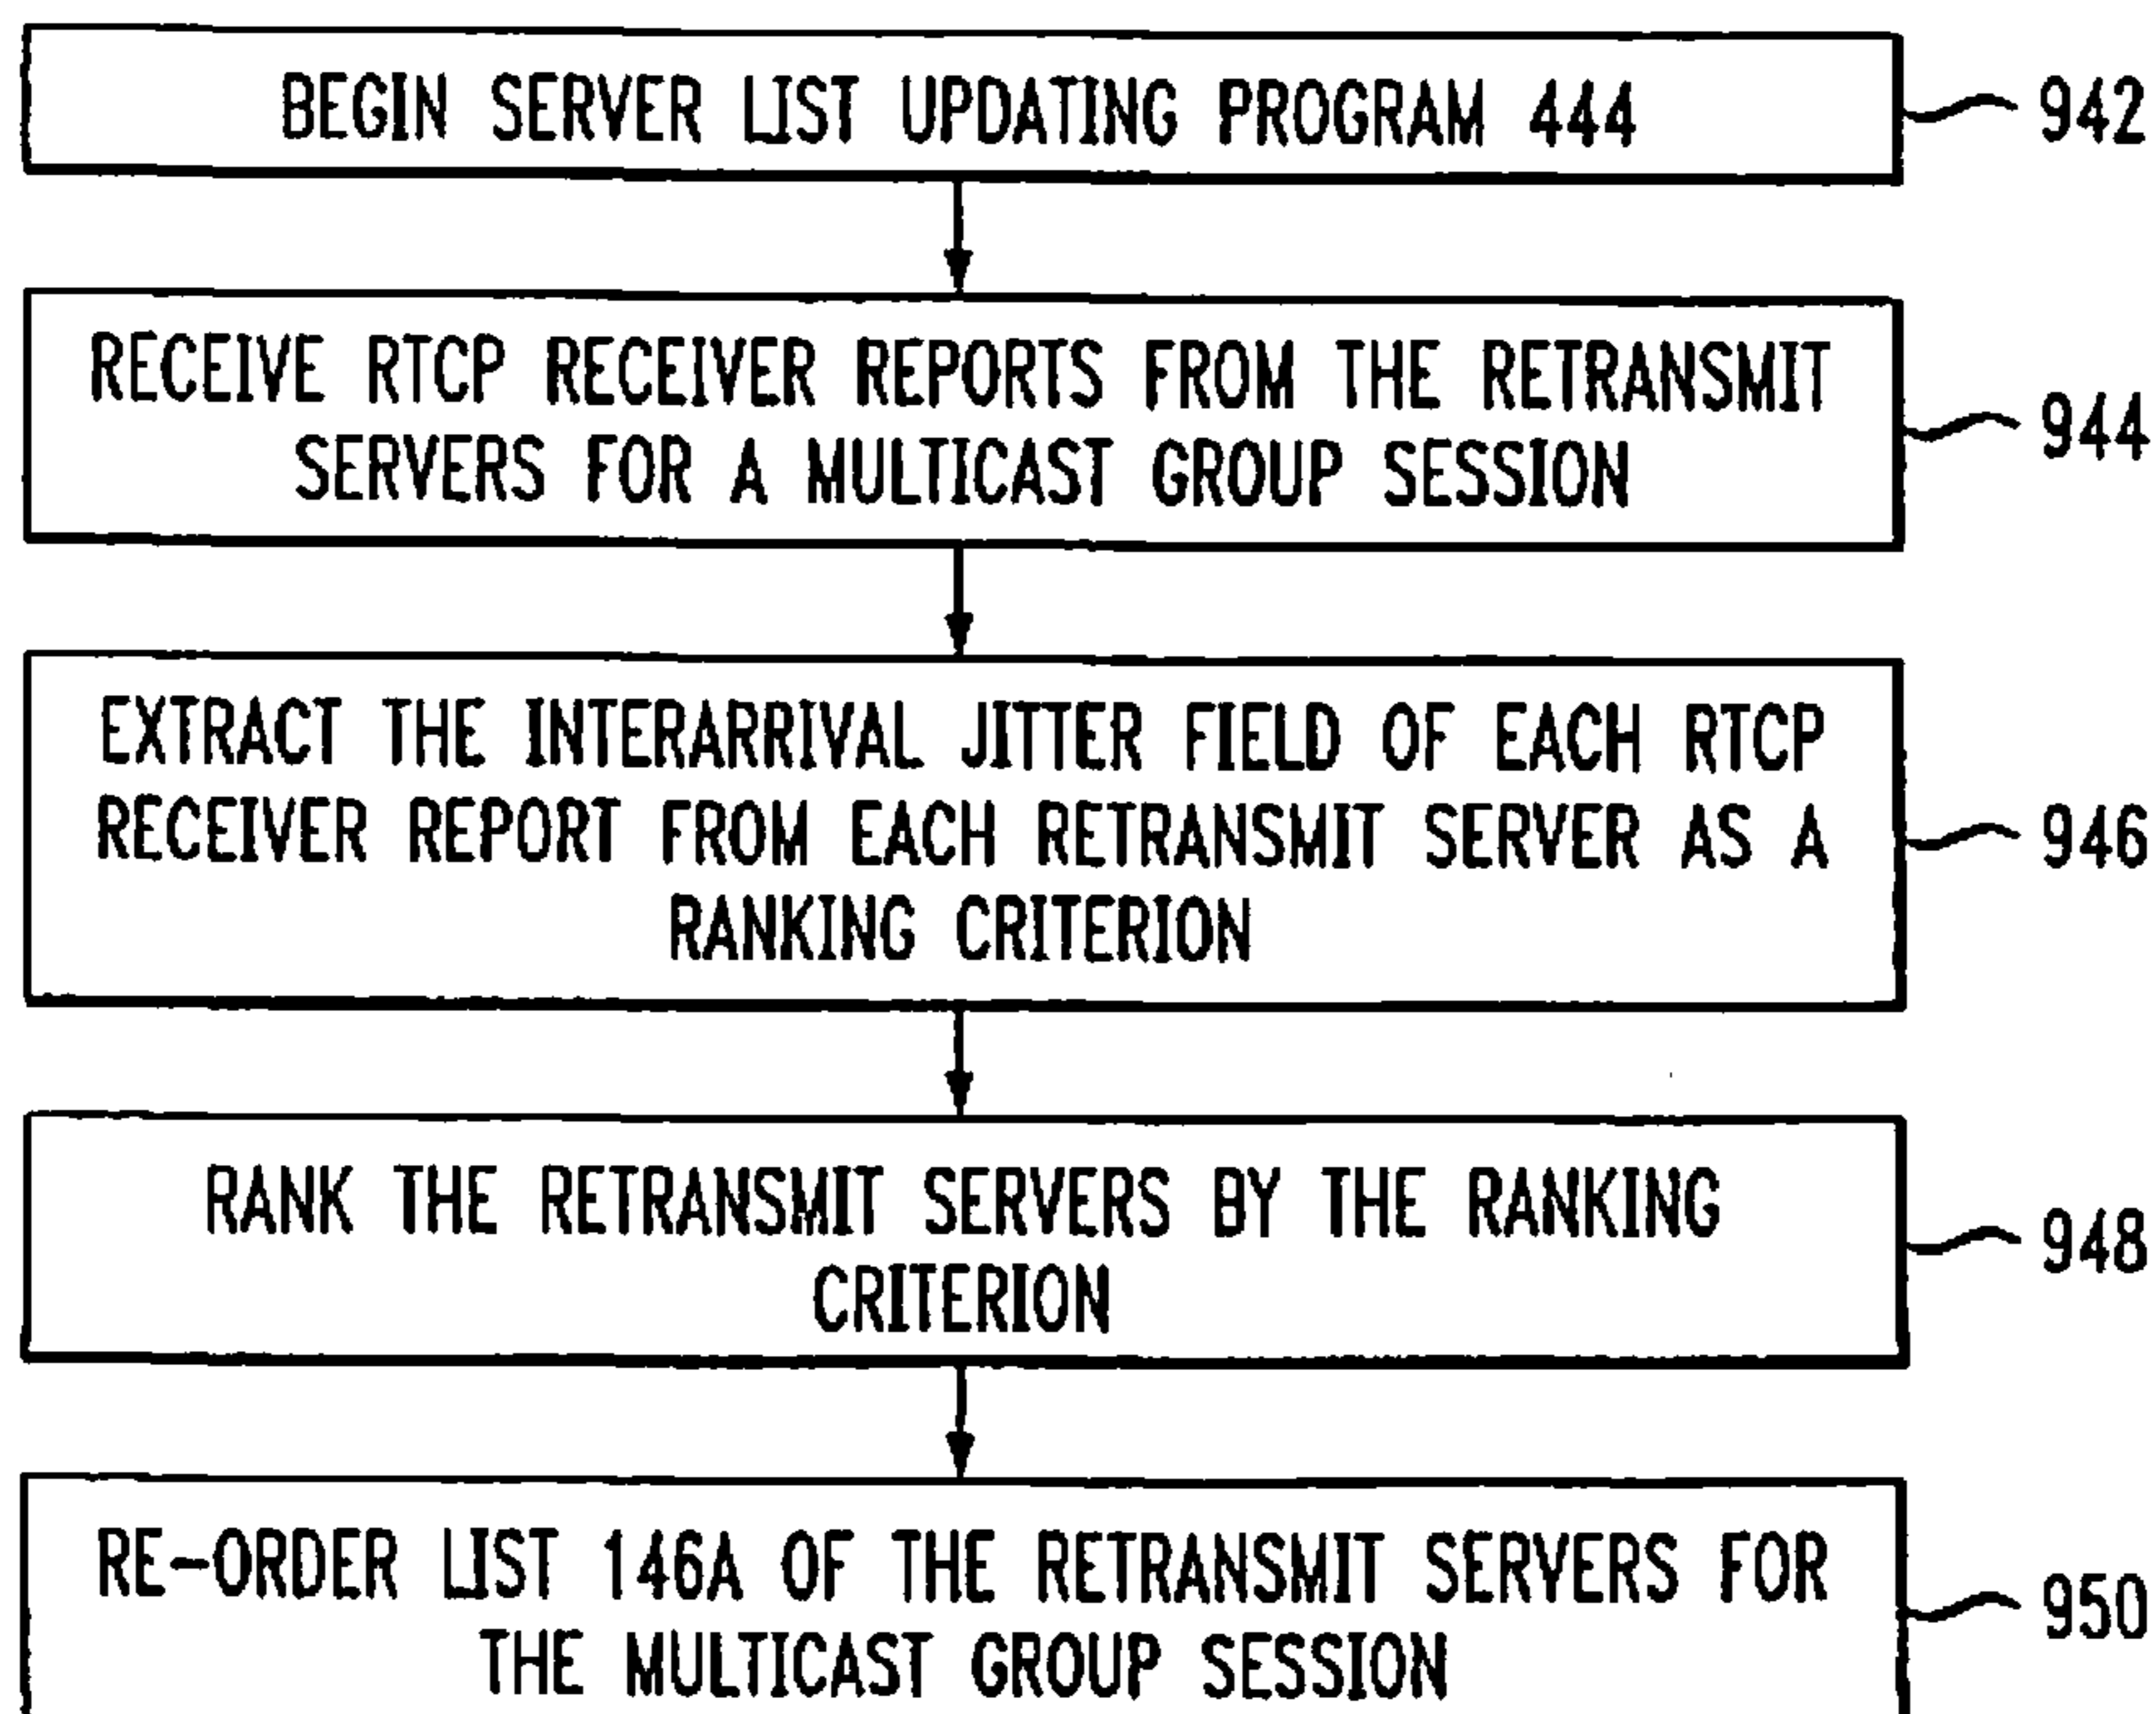 BEGIN SERVER LIST UPDATING PROGRAM 444
942
RECEIVE RTCP RECEIVER REPORTS FROM THE RETRANSMIT
SERVERS FOR A MULTICAST GROUP SESSION
944
EXTRACT THE INTERARRIVAL JITTER FIELD OF EACH RTCP
RECEIVER REPORT FROM EACH RETRANSMIT SERVER AS A
RANKING CRITERION
946
RANK THE RETRANSMIT SERVERS BY THE RANKING
CRITERION
948
RE-ORDER LIST 146A OF THE RETRANSMIT SERVERS FOR
THE MULTICAST GROUP SESSION
950